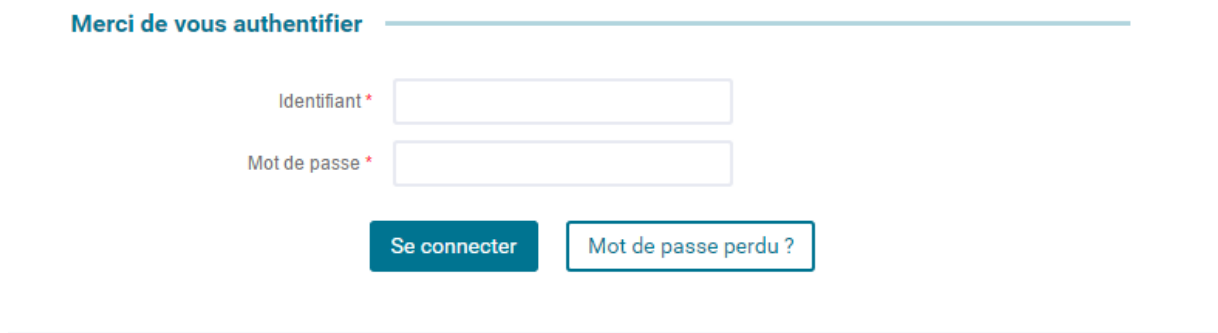 Merci de vous authentifier
Identifiant *
Mot de passe *
Se connecter Mot de passe perdu ?